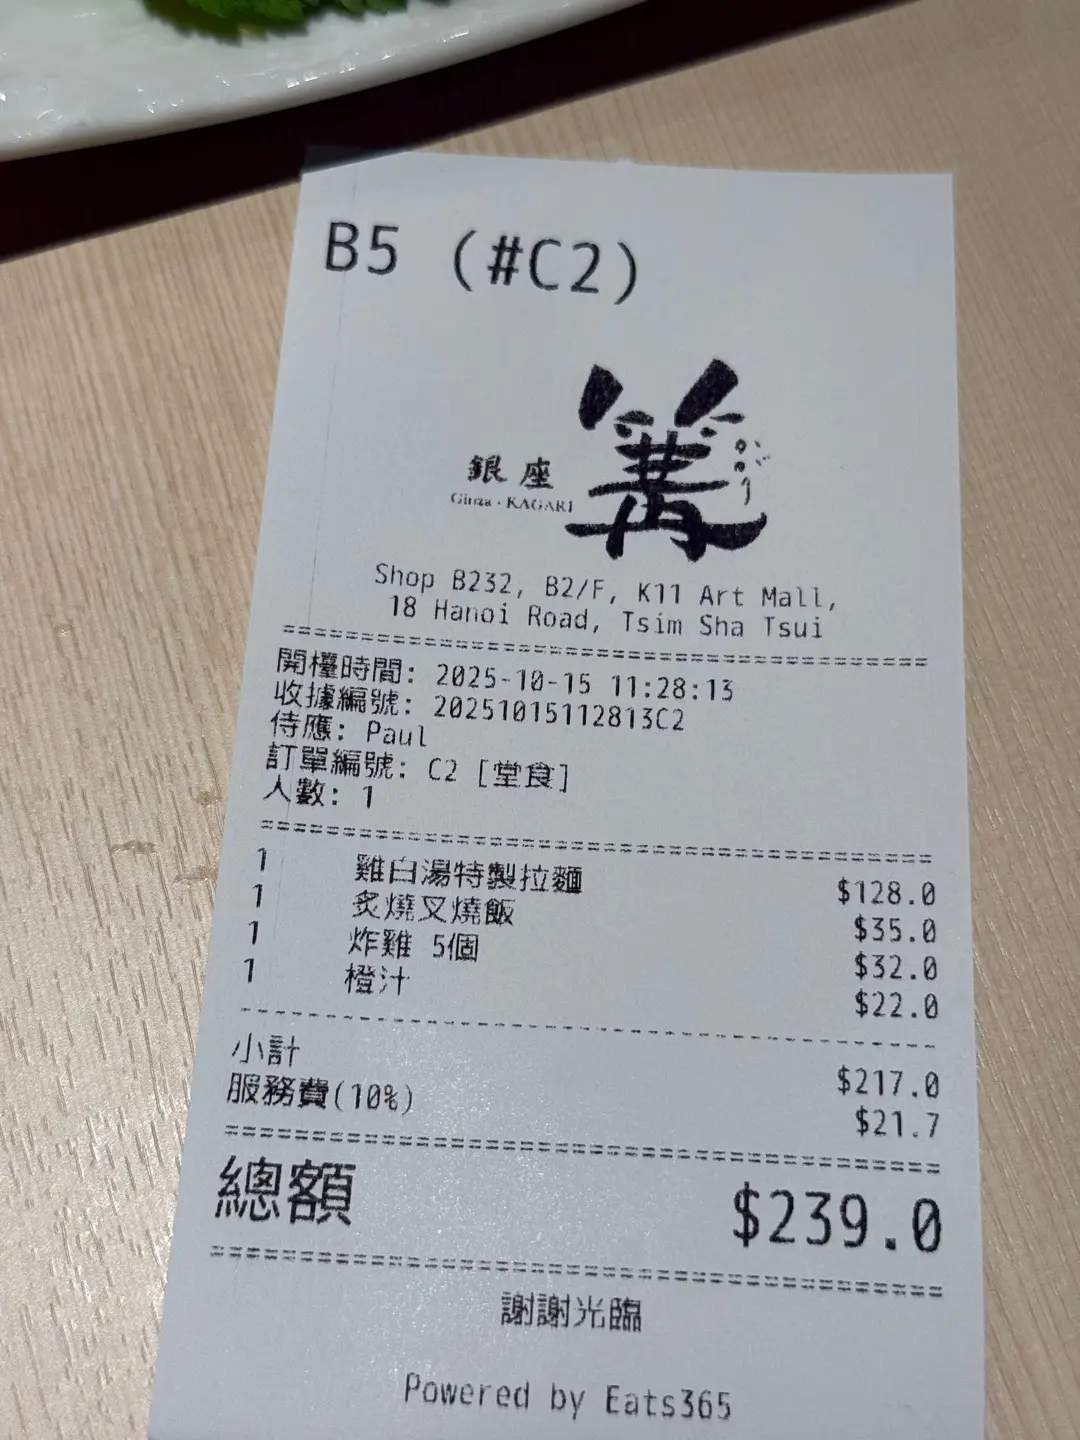 B5 (#C2)
篝
かがり
銀座
Ginza · KAGARI
Shop B232, B2/F, K11 Art Mall,
18 Hanoi Road, Tsim Sha Tsui
開檯時間: 2025-10-15 11:28:13
收據編號: 20251015112813C2
侍應: Paul
訂單編號: C2 [堂食]
人數: 1
1 雞白湯特製拉麵 $128.0
1 炙燒叉燒飯 $35.0
1 炸雞 5個 $32.0
1 橙汁 $22.0
小計 $217.0
服務費(10%) $21.7
總額 $239.0
謝謝光臨
Powered by Eats365